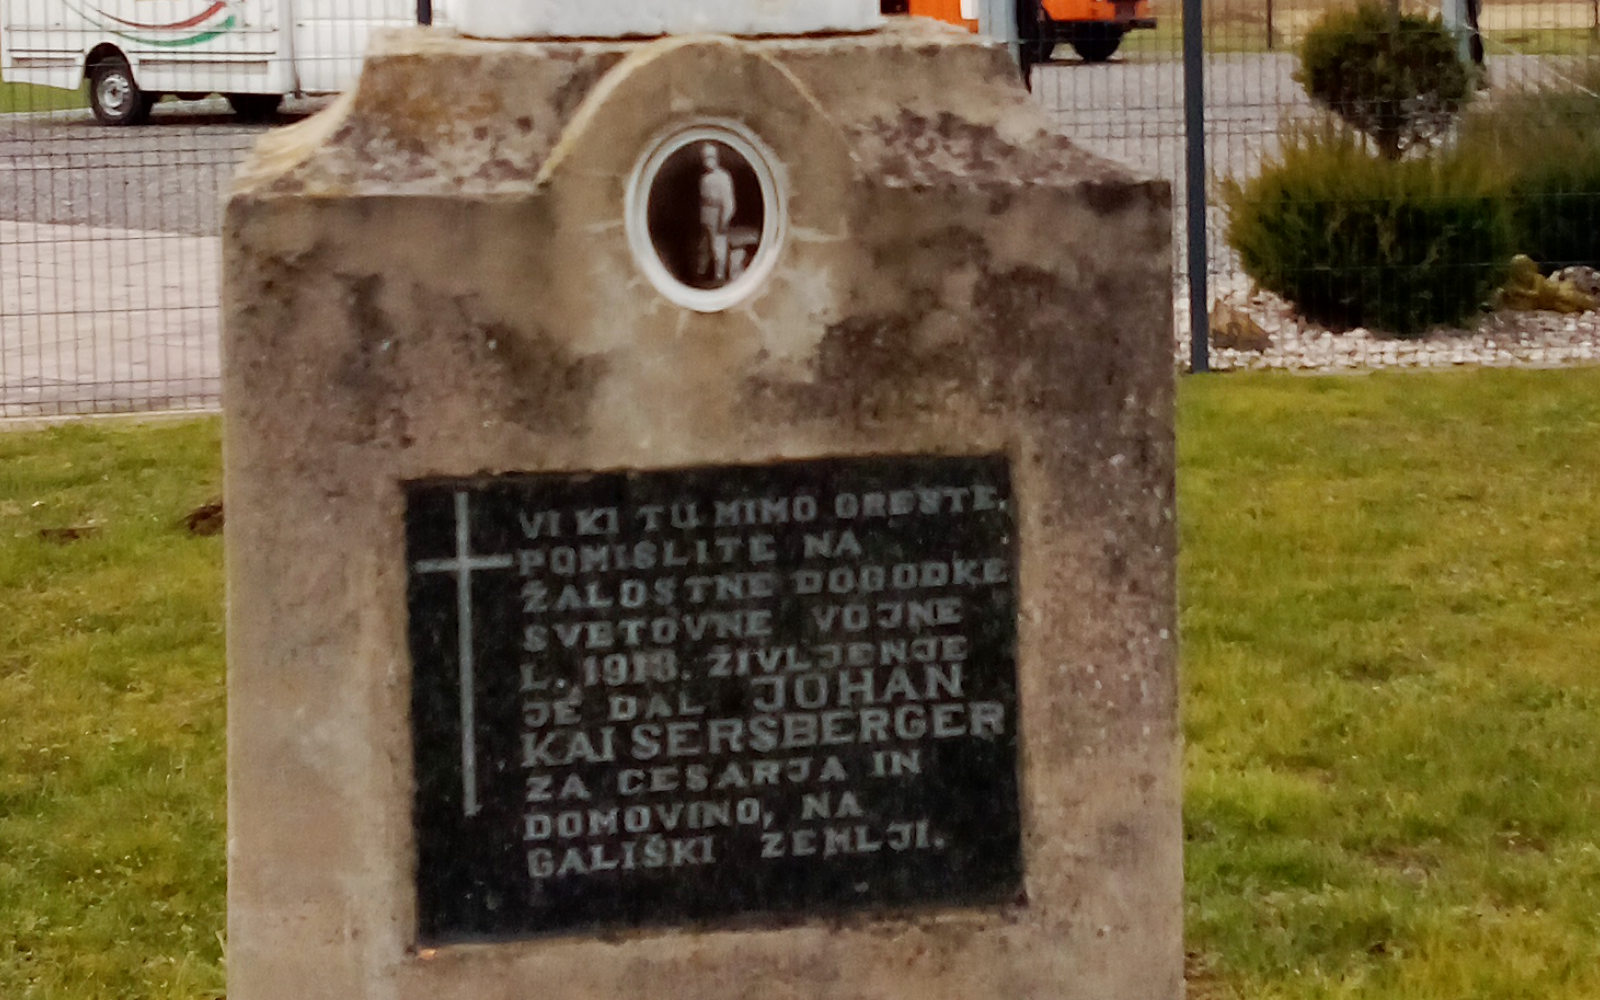 VI KI TU MIMO GRESTE,
POMISLITE NA
ŽALOSTNE DOGODKE
SVETOVNE VOJNE
L. 1918. ŽIVLJENJE
JE DAL JOHAN
KAISERSBERGER
ZA CESARJA IN
DOMOVINO, NA
GALIŠKI ZEMLJI.